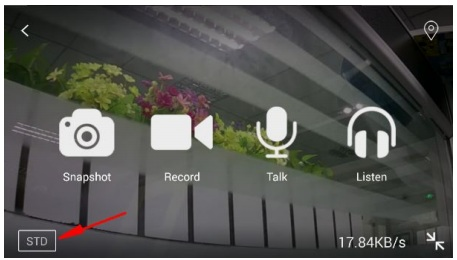 Snapshot Record Talk Listen
STD 17.84KB/s